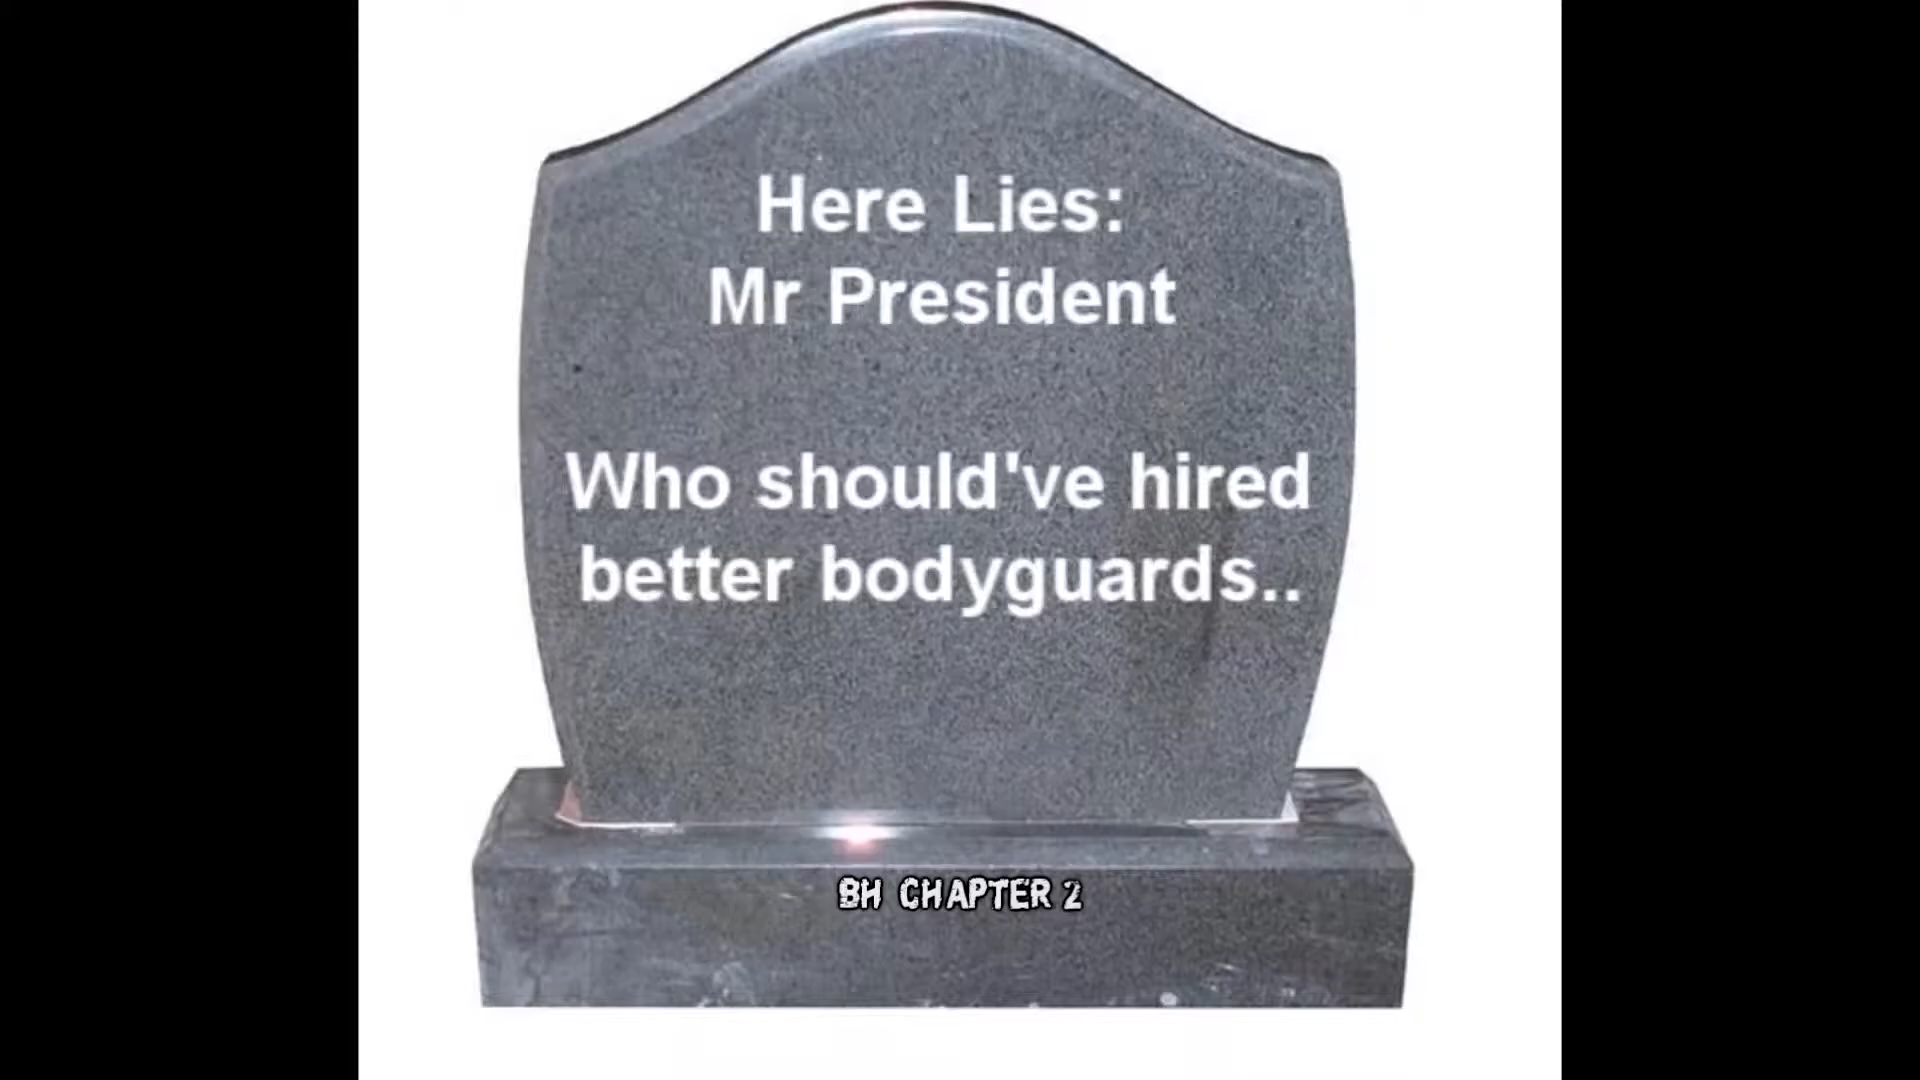 Here Lies:
Mr President
Who should've hired
better bodyguards..
BH CHAPTER 2